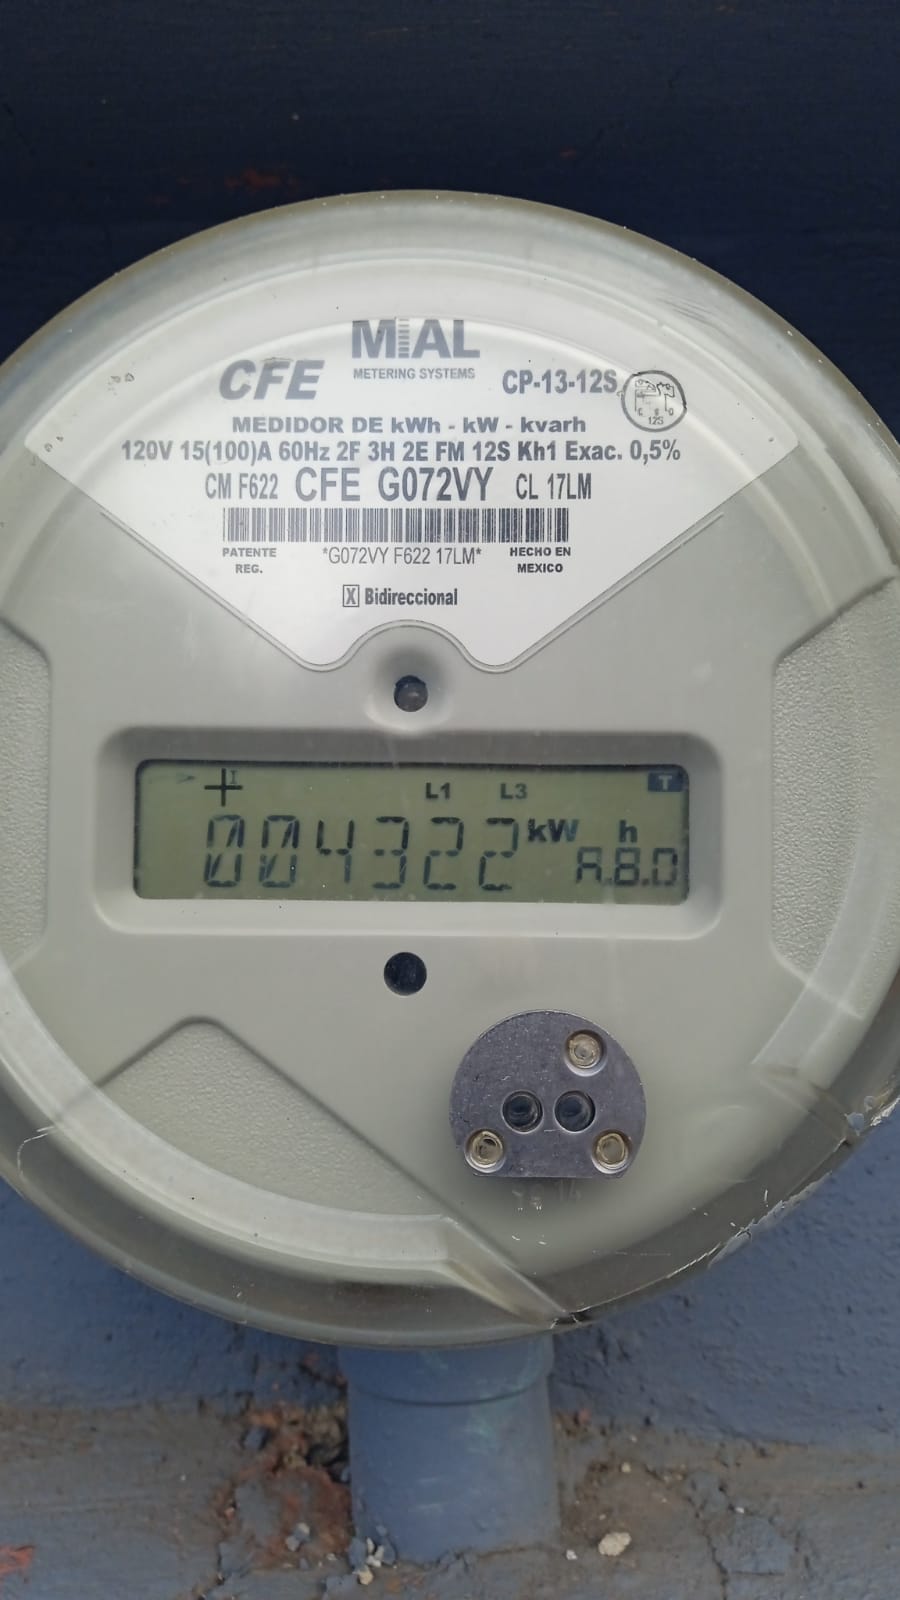 MIAL
METERING SYSTEMS
CFE
CP-13-12S
12S
MEDIDOR DE kWh - kW - kvarh
120V 15(100)A 60Hz 2F 3H 2E FM 12S Kh1 Exac. 0,5%
CM F622 CFE G072VY CL 17LM
PATENTE REG.
*G072VY F622 17LM*
HECHO EN MEXICO
X Bidireccional
L1 L3 T
004322 kW h A.B.D